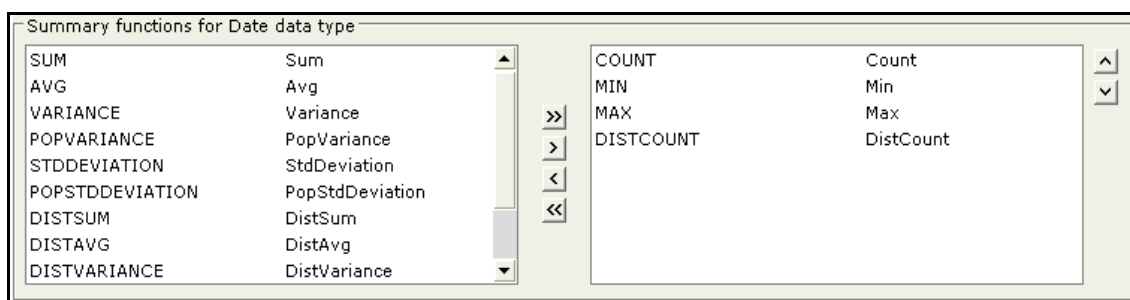 Summary functions for Date data type
SUM Sum
AVG Avg
VARIANCE Variance
POPVARIANCE PopVariance
STDDEVIATION StdDeviation
POPSTDDEVIATION PopStdDeviation
DISTSUM DistSum
DISTAVG DistAvg
DISTVARIANCE DistVariance
>>
>
<
<<
COUNT Count
MIN Min
MAX Max
DISTCOUNT DistCount